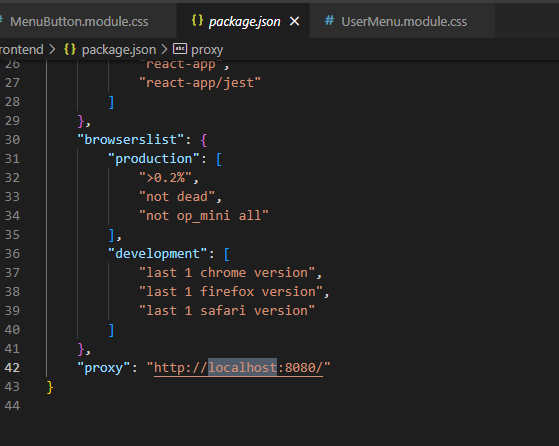 # MenuButton.module.css
{} package.json ×
# UserMenu.module.css
rontend > {} package.json > abc proxy
26 "react-app",
27 "react-app/jest"
28 ]
29 },
30 "browserslist": {
31 "production": [
32 ">0.2%",
33 "not dead",
34 "not op_mini all"
35 ],
36 "development": [
37 "last 1 chrome version",
38 "last 1 firefox version",
39 "last 1 safari version"
40 ]
41 },
42 "proxy": "http://localhost:8080/"
43 }
44